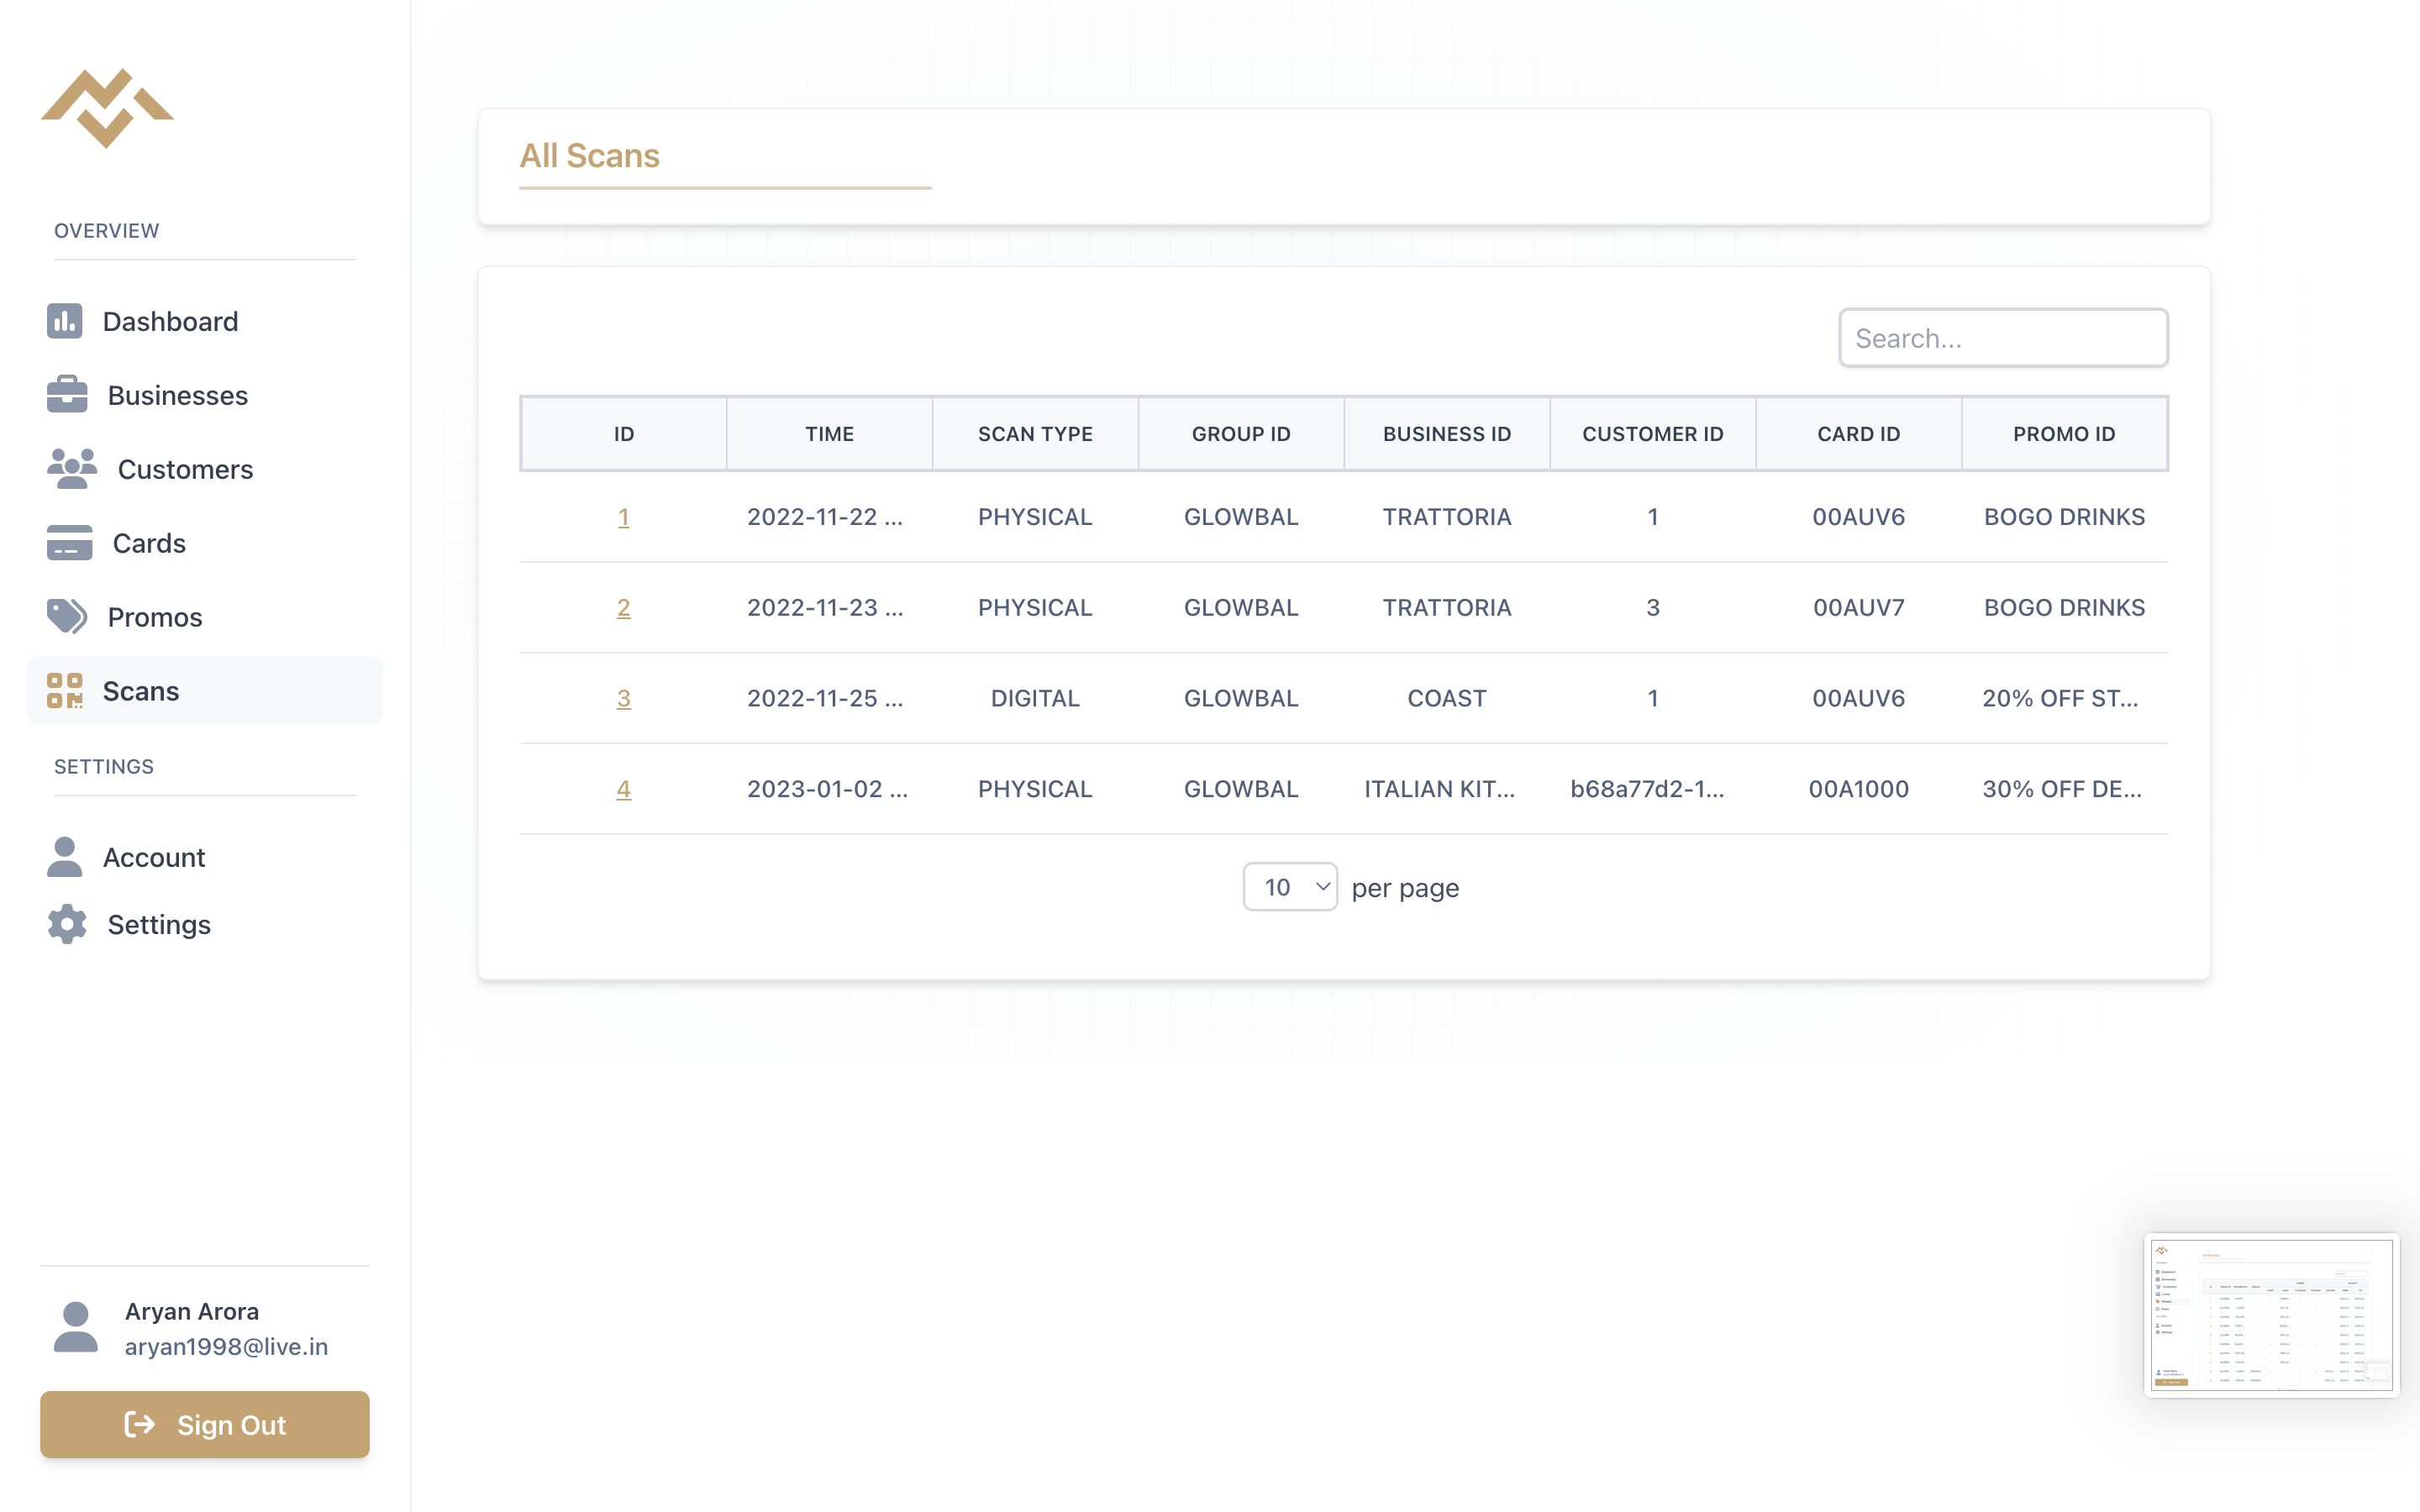 OVERVIEW
Dashboard
Businesses
Customers
Cards
Promos
Scans
SETTINGS
Account
Settings
Aryan Arora
aryan1998@live.in
Sign Out
All Scans
Search...
ID TIME SCAN TYPE GROUP ID BUSINESS ID CUSTOMER ID CARD ID PROMO ID
1 2022-11-22 ... PHYSICAL GLOWBAL TRATTORIA 1 00AUV6 BOGO DRINKS
2 2022-11-23 ... PHYSICAL GLOWBAL TRATTORIA 3 00AUV7 BOGO DRINKS
3 2022-11-25 ... DIGITAL GLOWBAL COAST 1 00AUV6 20% OFF ST...
4 2023-01-02 ... PHYSICAL GLOWBAL ITALIAN KIT... b68a77d2-1... 00A1000 30% OFF DE...
10 per page